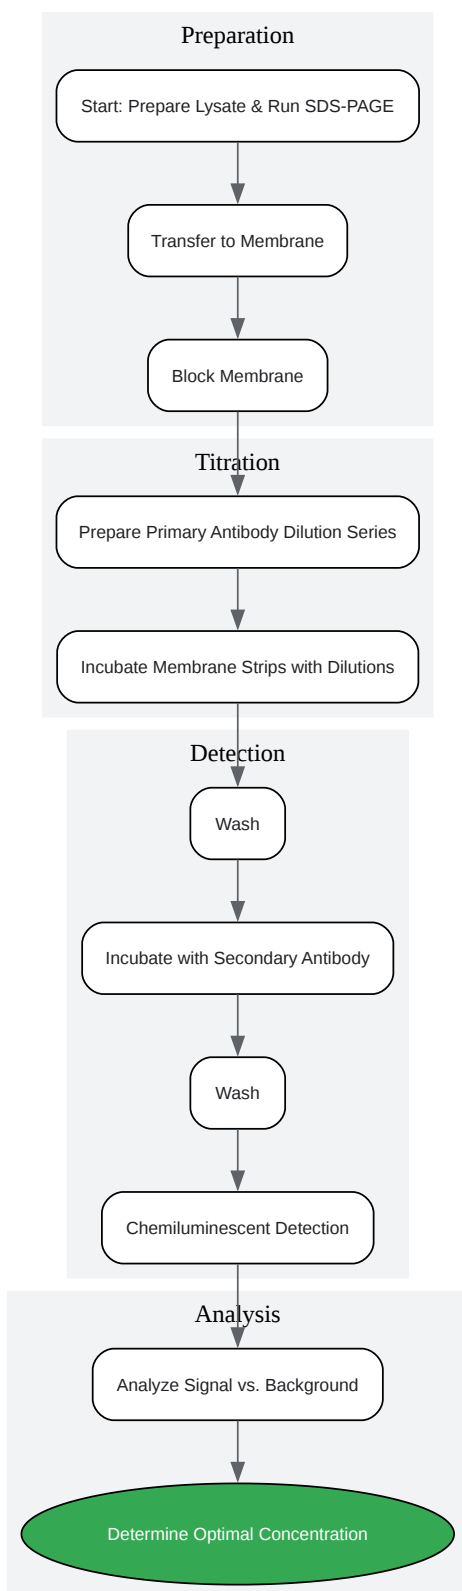 Preparation
Start: Prepare Lysate & Run SDS-PAGE
Transfer to Membrane
Block Membrane
Titration
Prepare Primary Antibody Dilution Series
Incubate Membrane Strips with Dilutions
Detection
Wash
Incubate with Secondary Antibody
Wash
Chemiluminescent Detection
Analysis
Analyze Signal vs. Background
Determine Optimal Concentration